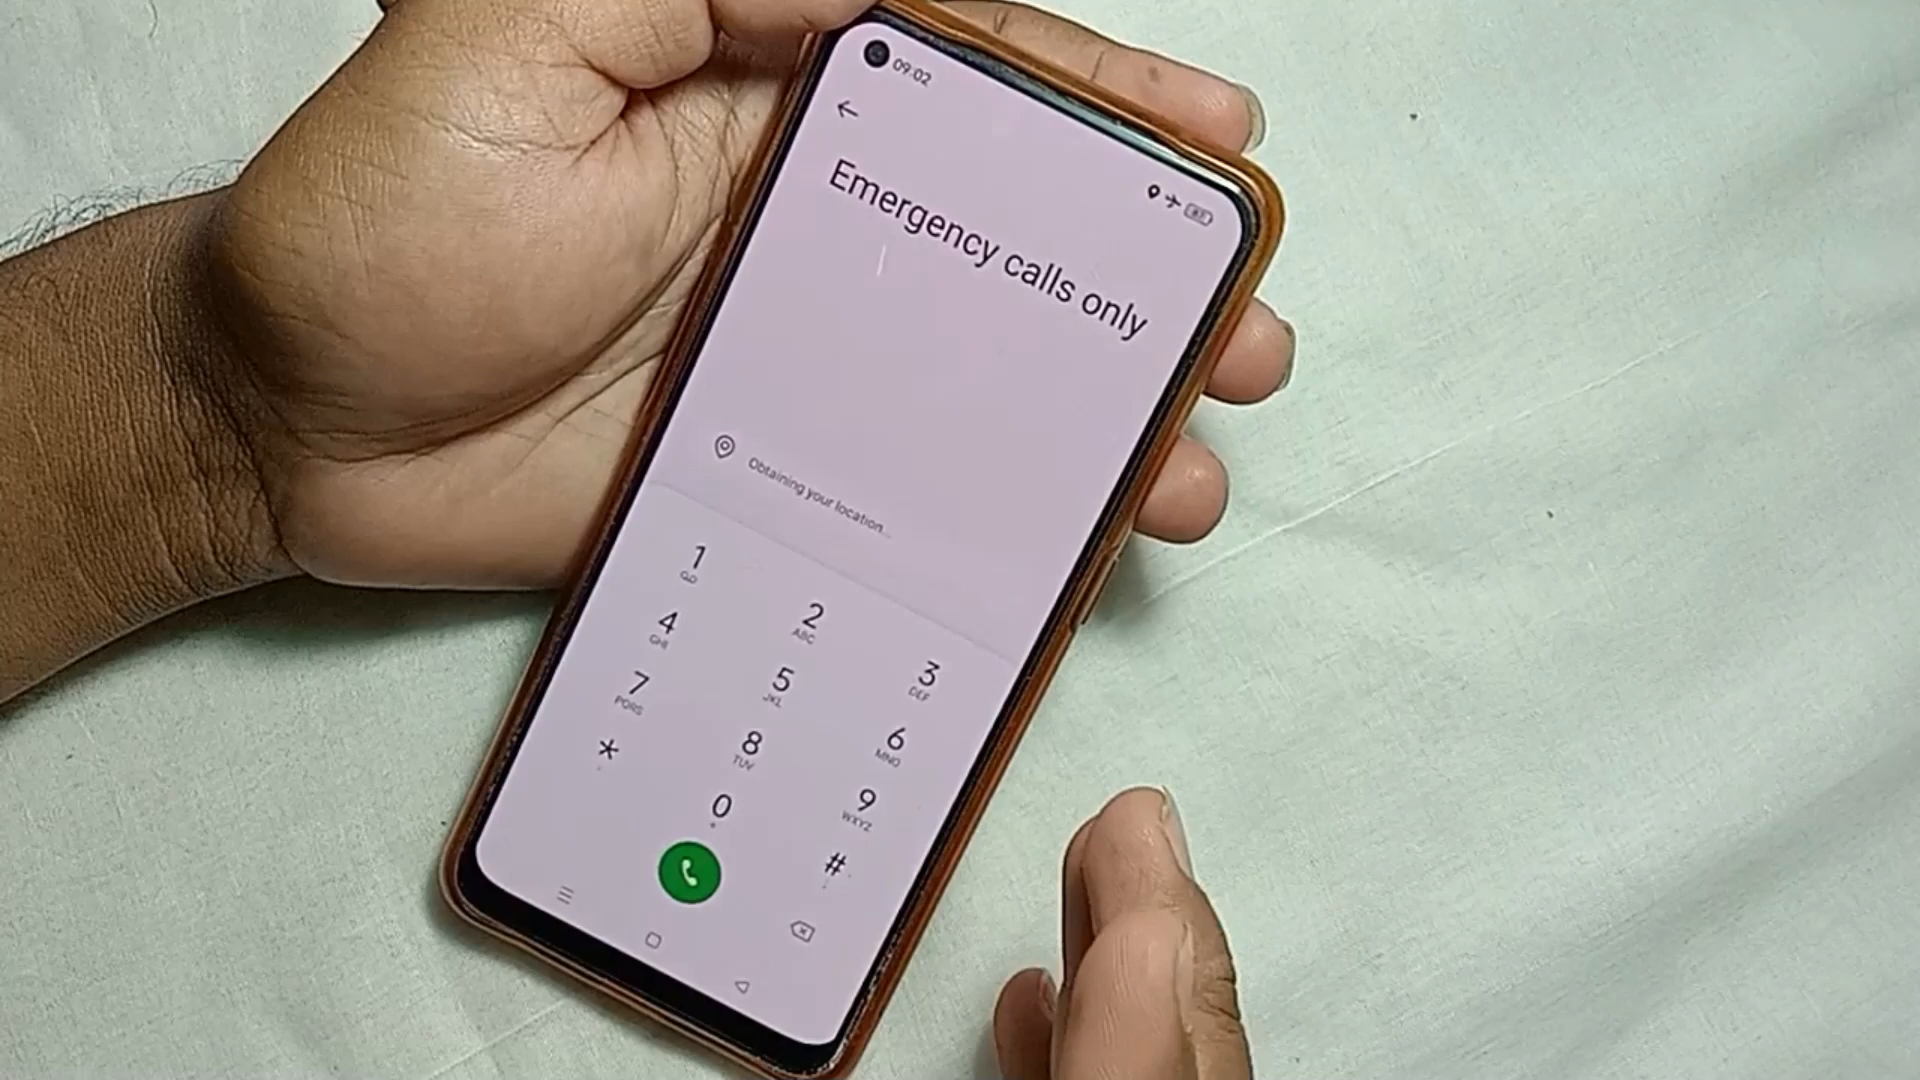 09:02
Emergency calls only
Obtaining your location...
1
2
ABC
3
DEF
4
GHI
5
JKL
6
MNO
7
PQRS
8
TUV
9
WXYZ
*
0
+
#